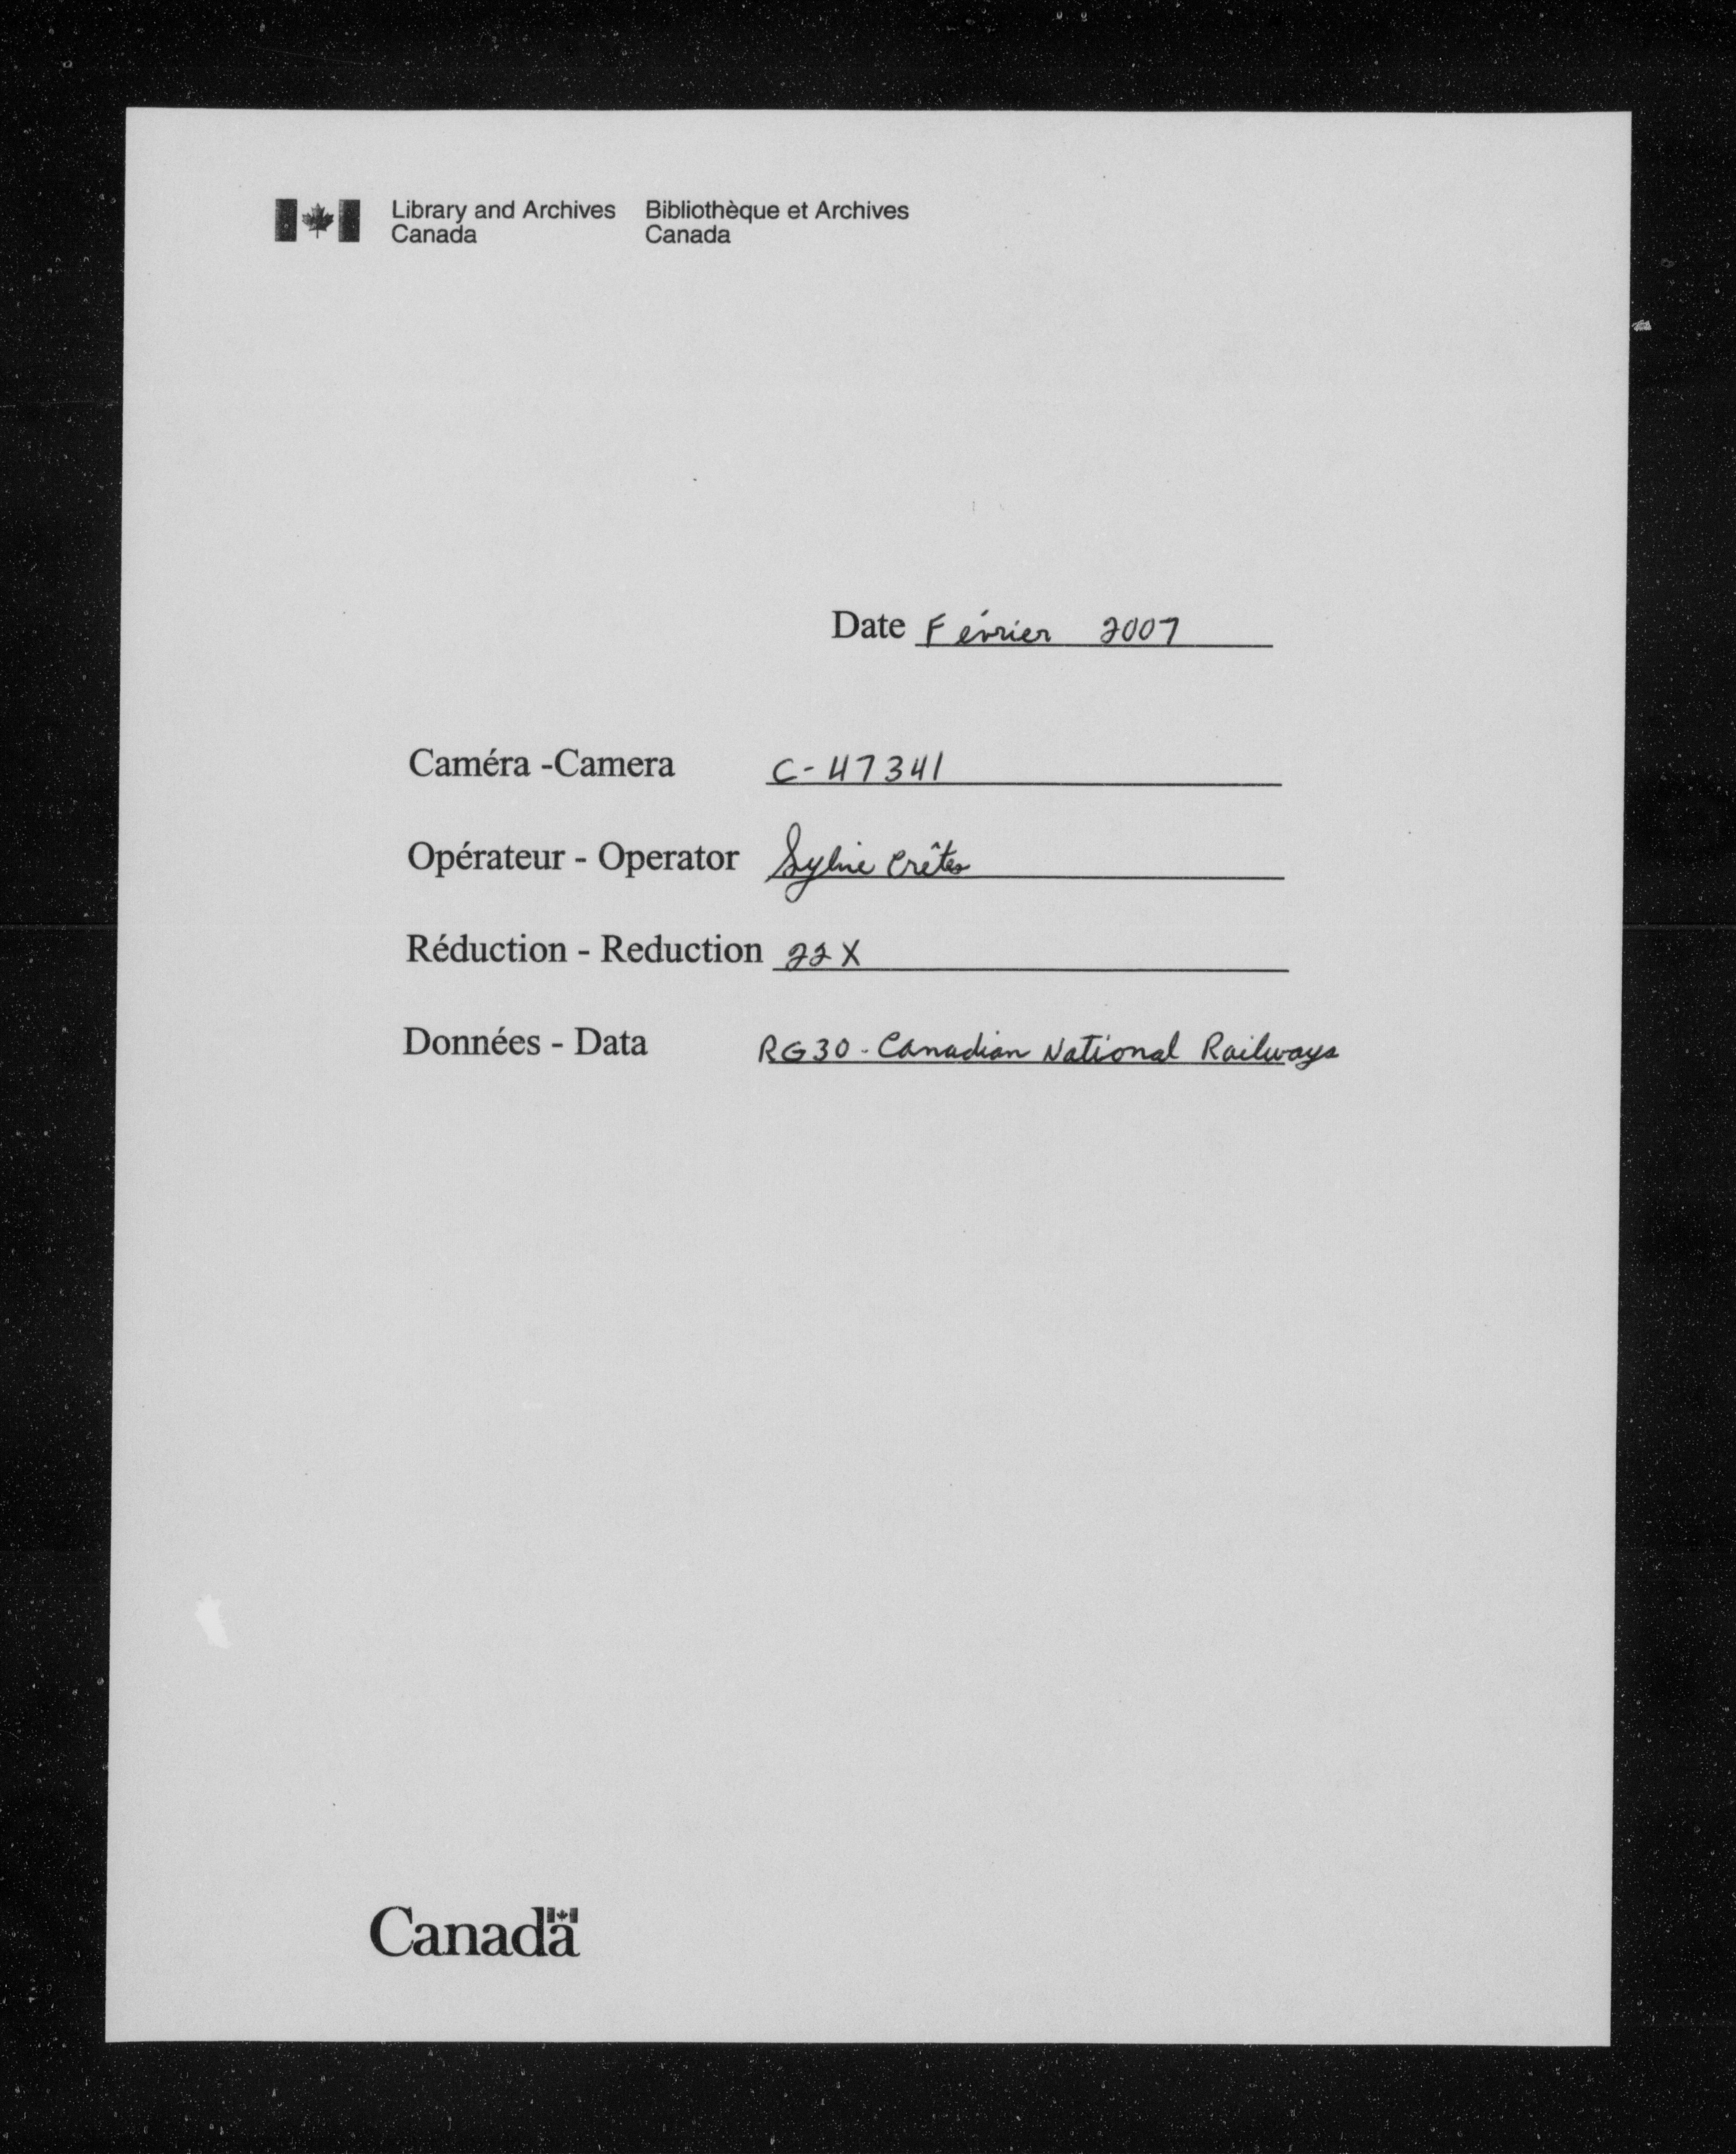 Library and Archives Canada
Bibliothèque et Archives Canada
Date Février 2007
Caméra -Camera C-47341
Opérateur - Operator Sylvie Crêtes
Réduction - Reduction 22X
Données - Data RG30 - Canadian National Railways
Canada